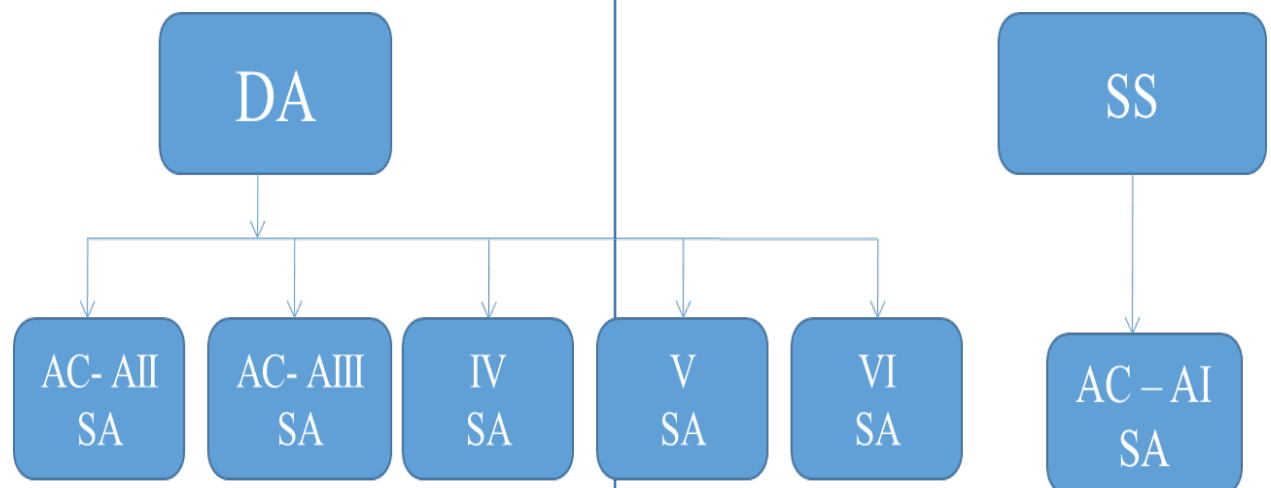 DA
SS
AC- AII
SA
AC- AIII
SA
IV
SA
V
SA
VI
SA
AC – AI
SA